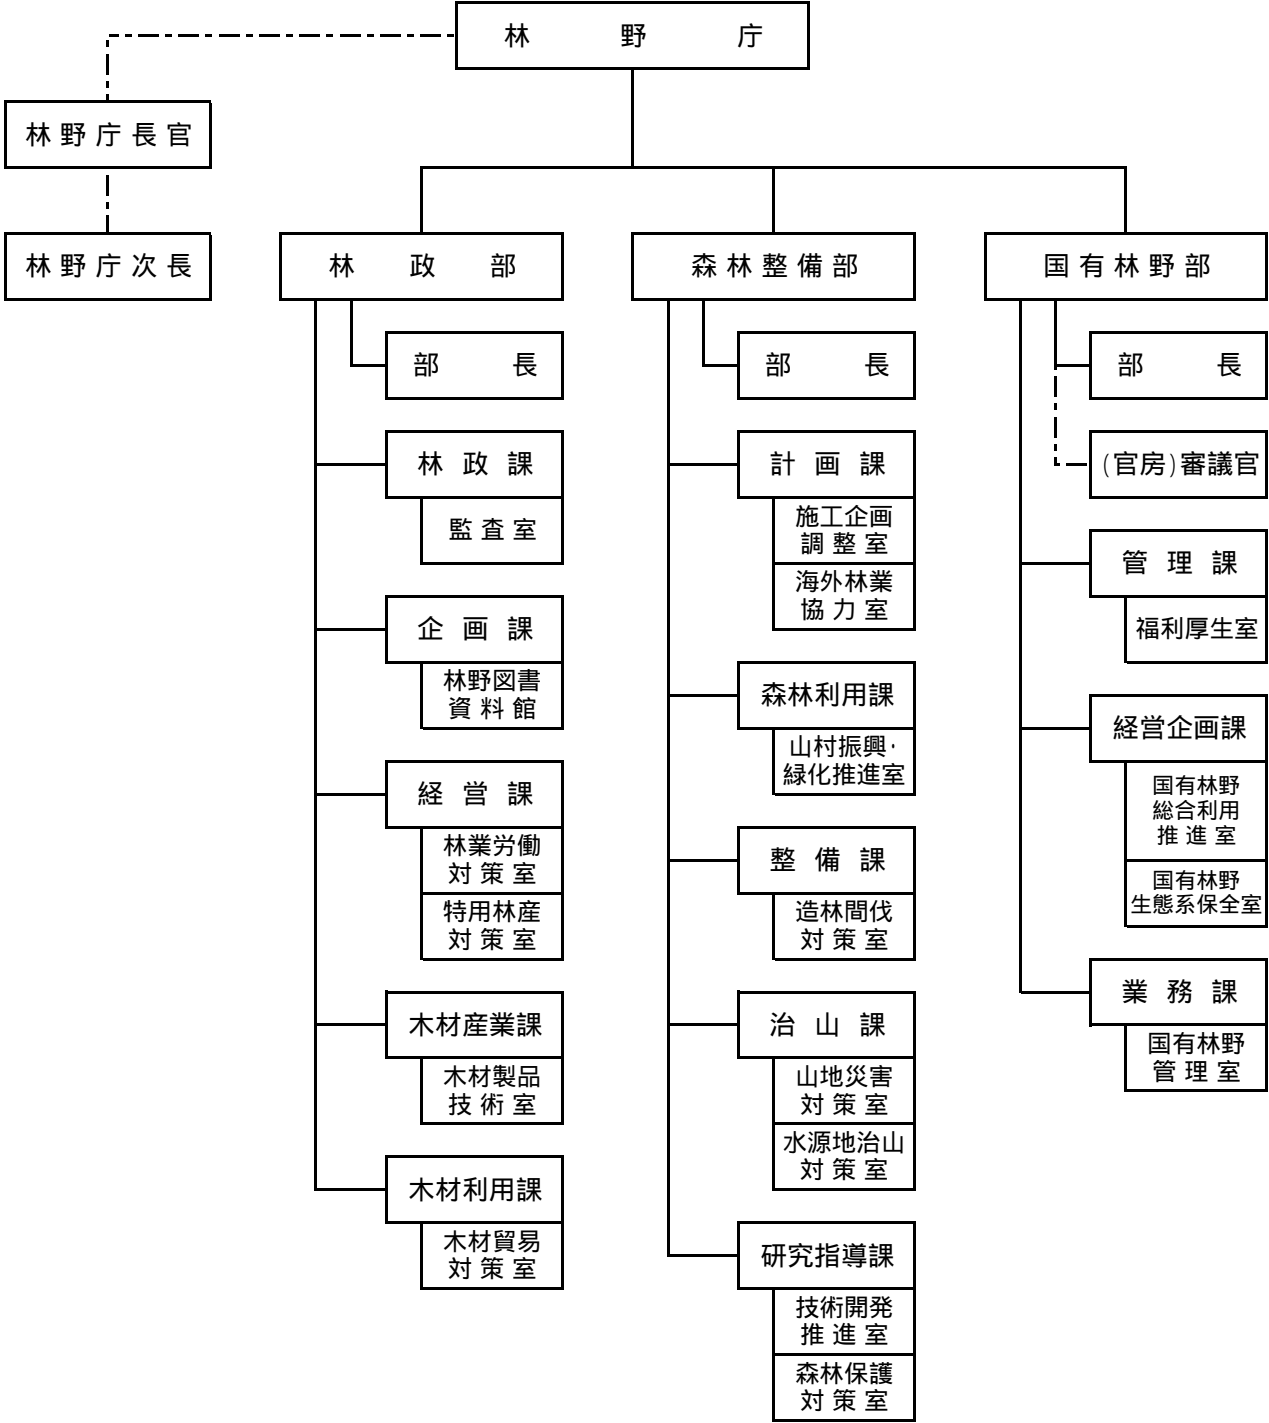 林野庁
林野庁長官
林野庁次長
林政部
部長
林政課
監査室
企画課
林野図書
資料館
経営課
林業労働
対策室
特用林産
対策室
木材産業課
木材製品
技術室
木材利用課
木材貿易
対策室
森林整備部
部長
計画課
施工企画
調整室
海外林業
協力室
森林利用課
山村振興・
緑化推進室
整備課
造林間伐
対策室
治山課
山地災害
対策室
水源地治山
対策室
研究指導課
技術開発
推進室
森林保護
対策室
国有林野部
部長
(官房)審議官
管理課
福利厚生室
経営企画課
国有林野
総合利用
推進室
国有林野
生態系保全室
業務課
国有林野
管理室